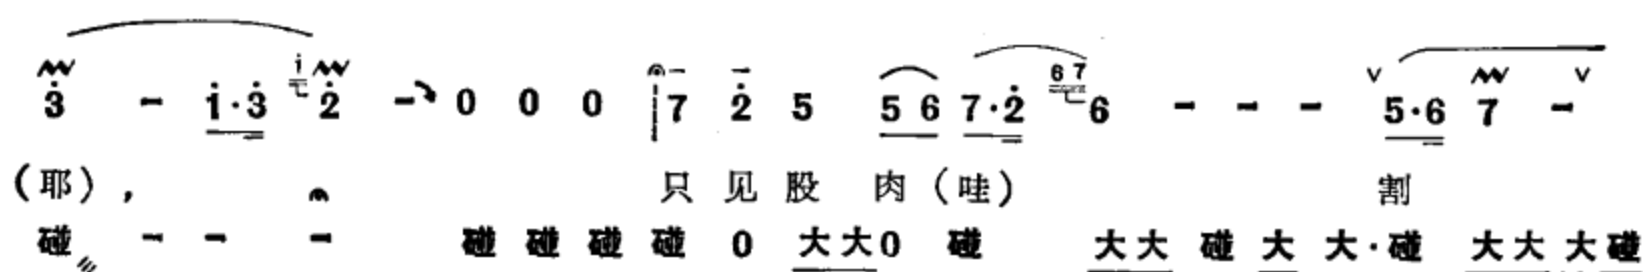 3 - i·3 i 2 - 0 0 0 7 2 5 5 6 7·2 6 7 6 - - - 5·6 7 -
(耶)， 只 见 股 肉 (哇) 割
碰 - - - 碰 碰 碰 碰 0 大大0 碰 大大 碰 大 大·碰 大大 大碰